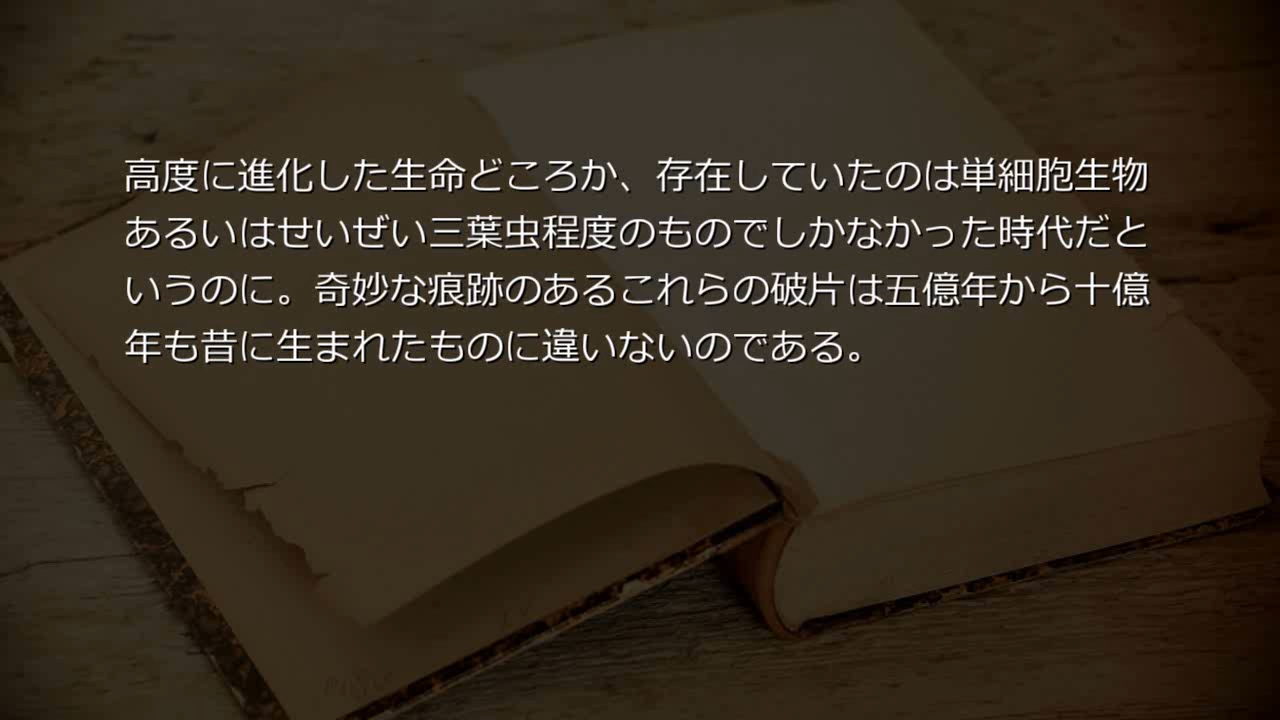 高度に進化した生命どころか、存在していたのは単細胞生物
あるいはせいぜい三葉虫程度のものでしかなかった時代だと
いうのに。奇妙な痕跡のあるこれらの破片は五億年から十億
年も昔に生まれたものに違いないのである。